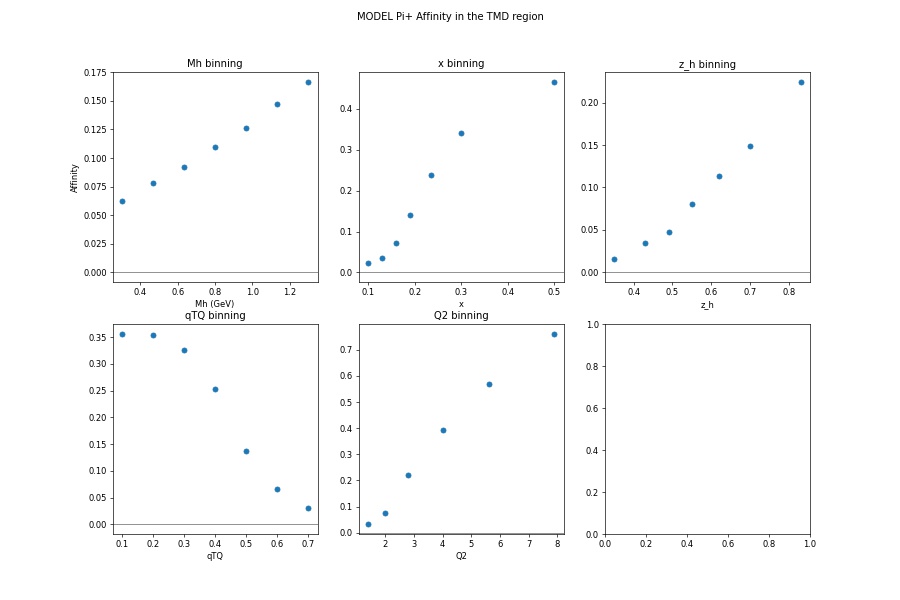 MODEL Pi+ Affinity in the TMD region
Mh binning
0.175
0.150
0.125
0.100
0.075
0.050
0.025
0.000
Affinity
0.4 0.6 0.8 1.0 1.2
Mh (GeV)
x binning
0.4
0.3
0.2
0.1
0.0
0.1 0.2 0.3 0.4 0.5
x
z_h binning
0.20
0.15
0.10
0.05
0.00
0.4 0.5 0.6 0.7 0.8
z_h
qTQ binning
0.35
0.30
0.25
0.20
0.15
0.10
0.05
0.00
0.1 0.2 0.3 0.4 0.5 0.6 0.7
qTQ
Q2 binning
0.7
0.6
0.5
0.4
0.3
0.2
0.1
0.0
2 3 4 5 6 7 8
Q2
1.0
0.8
0.6
0.4
0.2
0.0
0.0 0.2 0.4 0.6 0.8 1.0